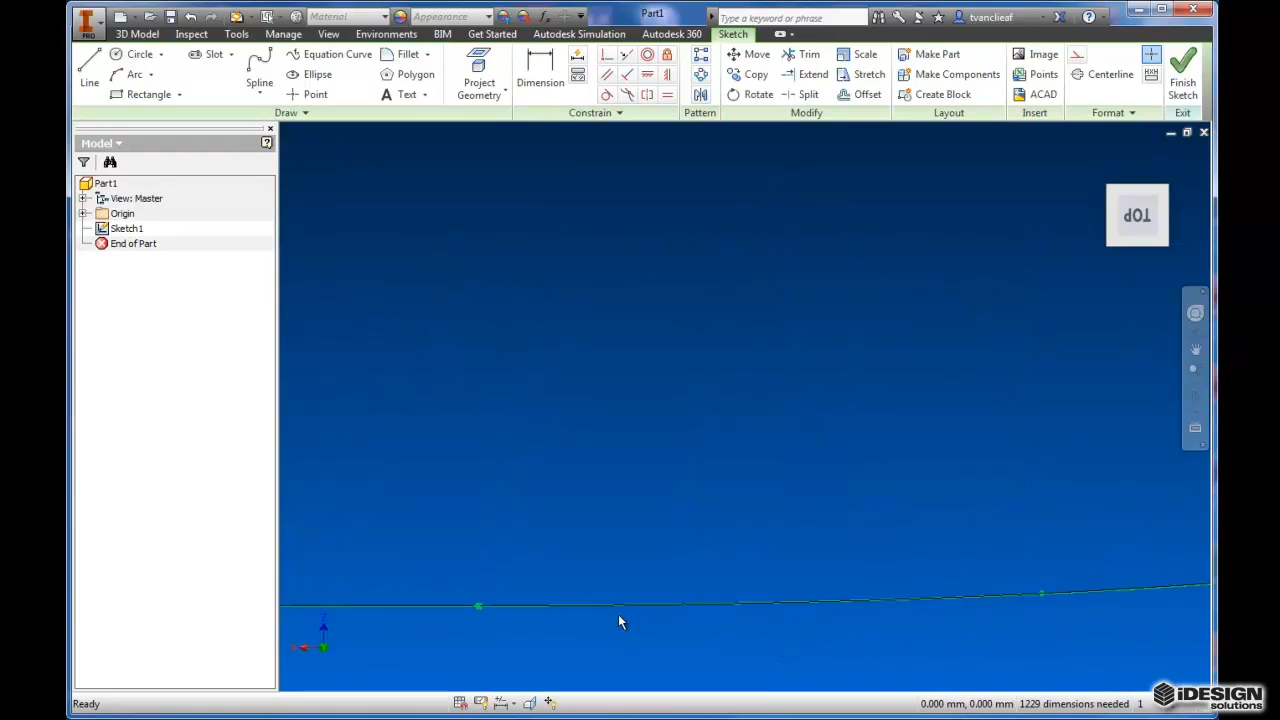 Material
Appearance
Part1
Type a keyword or phrase
tvanclieaf
PRO
3D Model
Inspect
Tools
Manage
View
Environments
BIM
Get Started
Autodesk Simulation
Autodesk 360
Sketch
Line
Circle
Arc
Rectangle
Slot
Spline
Equation Curve
Ellipse
Point
Fillet
Polygon
Text
Project Geometry
Dimension
Move
Copy
Rotate
Trim
Extend
Split
Scale
Stretch
Offset
Make Part
Make Components
Create Block
Image
Points
ACAD
Centerline
Finish Sketch
Draw
Constrain
Pattern
Modify
Layout
Insert
Format
Exit
Model
Part1
View: Master
Origin
Sketch1
End of Part
TOP
Z
Ready
0.000 mm, 0.000 mm
1229 dimensions needed
1
iDESIGN
solutions